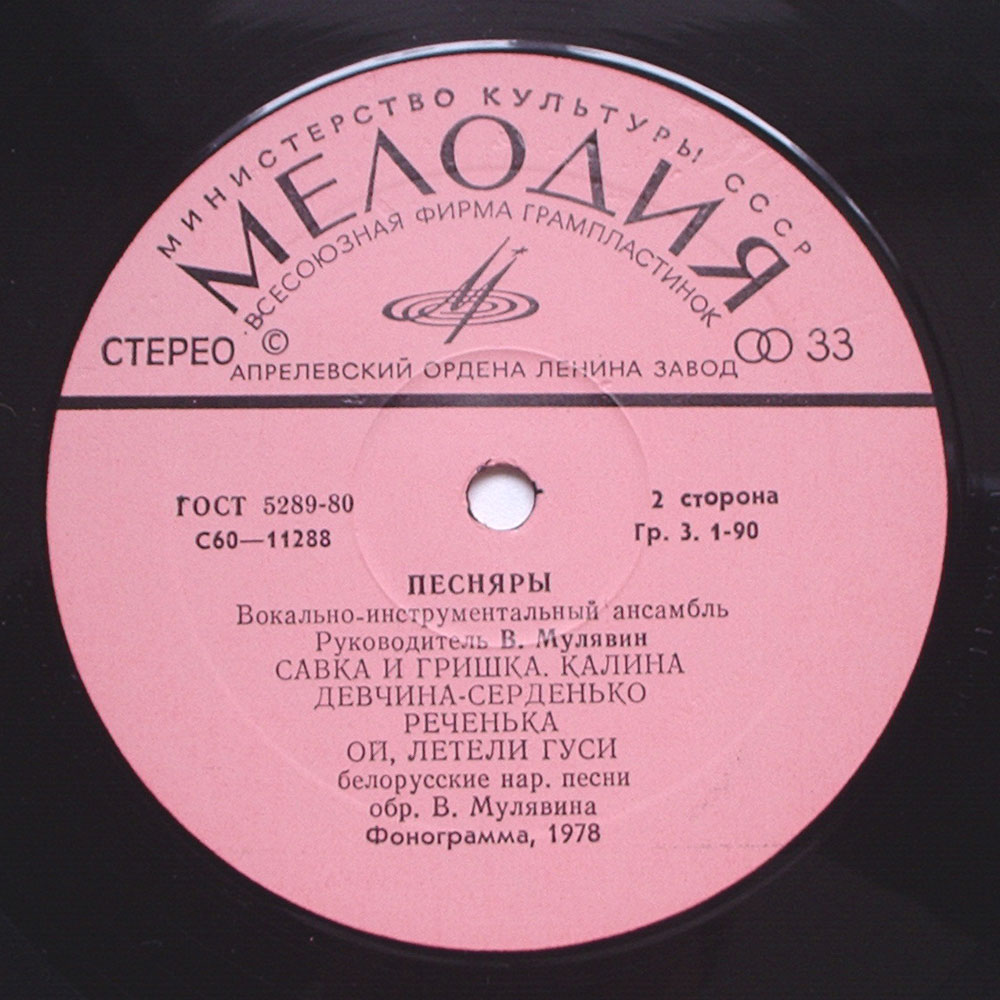 МИНИСТЕРСТВО КУЛЬТУРЫ СССР
МЕЛОДИЯ
ВСЕСОЮЗНАЯ ФИРМА ГРАМПЛАСТИНОК
СТЕРЕО © 33
АПРЕЛЕВСКИЙ ОРДЕНА ЛЕНИНА ЗАВОД
ГОСТ 5289-80
С60—11288
2 сторона
Гр. 3. 1-90
ПЕСНЯРЫ
Вокально-инструментальный ансамбль
Руководитель В. Мулявин
САВКА И ГРИШКА. КАЛИНА
ДЕВЧИНА-СЕРДЕНЬКО
РЕЧЕНЬКА
ОЙ, ЛЕТЕЛИ ГУСИ
белорусские нар. песни
обр. В. Мулявина
Фонограмма, 1978